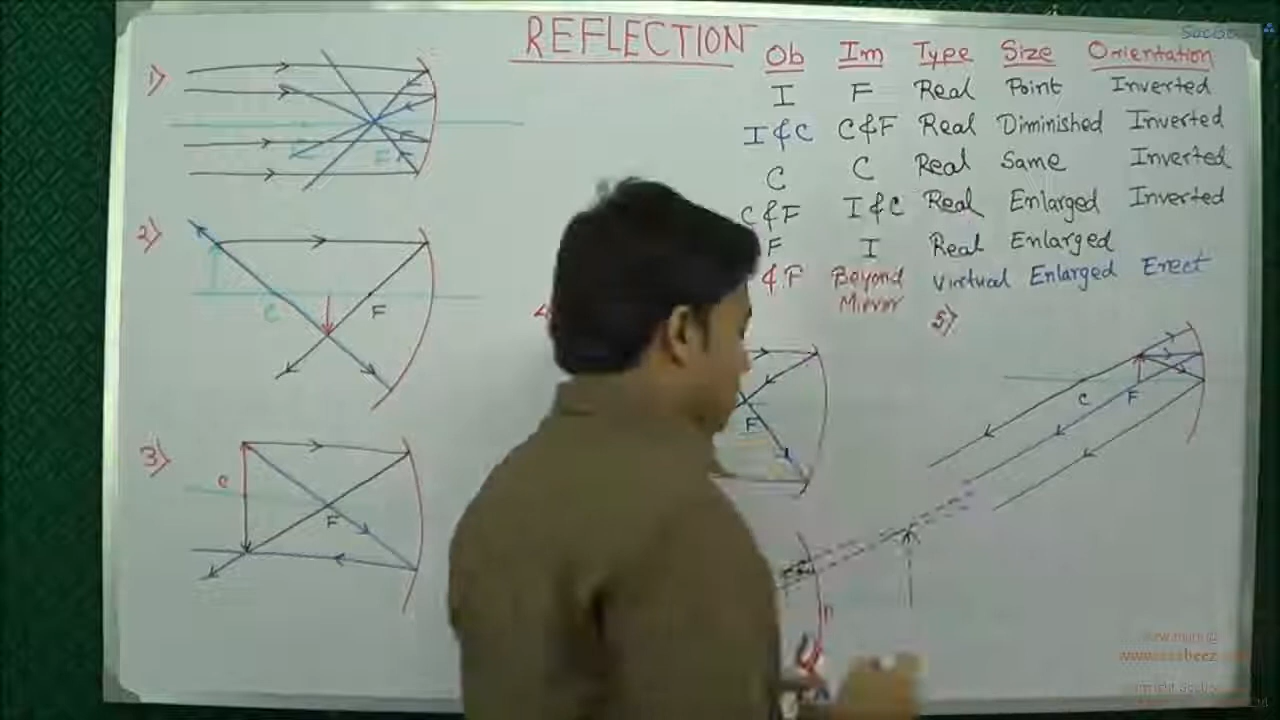 REFLECTION
Ob Im Type Size Orientation
I F Real Point Inverted
I & C C & F Real Diminished Inverted
C C Real Same Inverted
C & F I & C Real Enlarged Inverted
F I Real Enlarged
& F Beyond Mirror Virtual Enlarged Erect
1)
F
2)
C
F
3)
C
F
F
5)
C
F